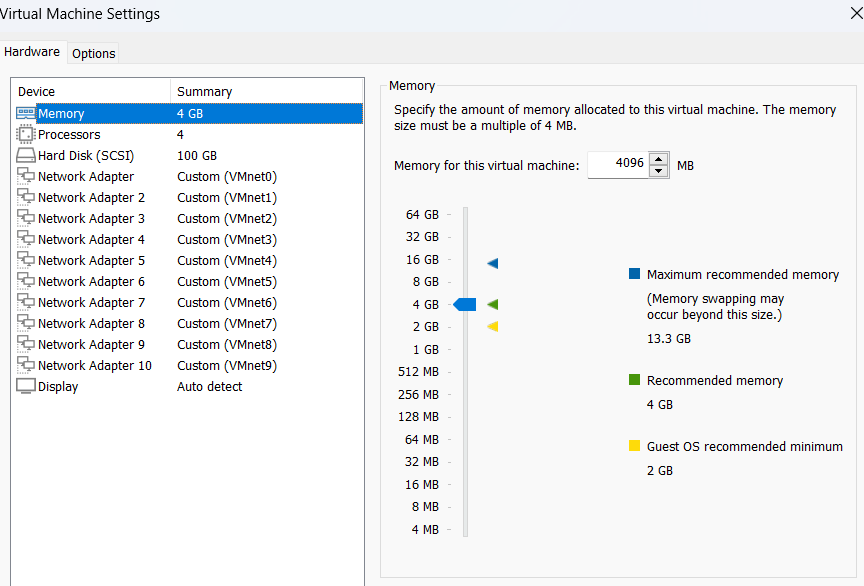 Virtual Machine Settings
Hardware
Options
Device Summary
Memory 4 GB
Processors 4
Hard Disk (SCSI) 100 GB
Network Adapter Custom (VMnet0)
Network Adapter 2 Custom (VMnet1)
Network Adapter 3 Custom (VMnet2)
Network Adapter 4 Custom (VMnet3)
Network Adapter 5 Custom (VMnet4)
Network Adapter 6 Custom (VMnet5)
Network Adapter 7 Custom (VMnet6)
Network Adapter 8 Custom (VMnet7)
Network Adapter 9 Custom (VMnet8)
Network Adapter 10 Custom (VMnet9)
Display Auto detect
Memory
Specify the amount of memory allocated to this virtual machine. The memory
size must be a multiple of 4 MB.
Memory for this virtual machine: 4096 MB
64 GB
32 GB
16 GB
8 GB
4 GB
2 GB
1 GB
512 MB
256 MB
128 MB
64 MB
32 MB
16 MB
8 MB
4 MB
Maximum recommended memory
(Memory swapping may
occur beyond this size.)
13.3 GB
Recommended memory
4 GB
Guest OS recommended minimum
2 GB